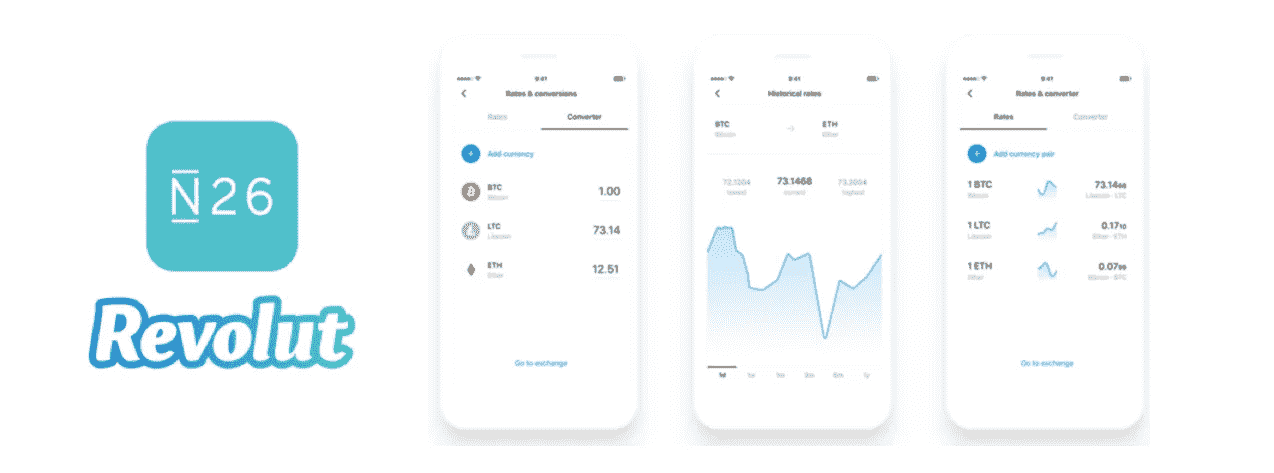 N26
Revolut
9:41
Rates & conversions
Rates
Converter
Add currency
BTC
Bitcoin
1.00
LTC
Litecoin
73.14
ETH
Ether
12.51
Go to exchange
9:41
Historical rates
BTC
Bitcoin
ETH
Ether
72.1204
lowest
73.1468
current
73.2004
highest
1d
1w
1m
3m
6m
1y
9:41
Rates & converter
Rates
Converter
Add currency pair
1 BTC
Bitcoin
73.1468
Litecoin · LTC
1 LTC
Litecoin
0.1710
Ether · ETH
1 ETH
Ether
0.0799
Bitcoin · BTC
Go to exchange